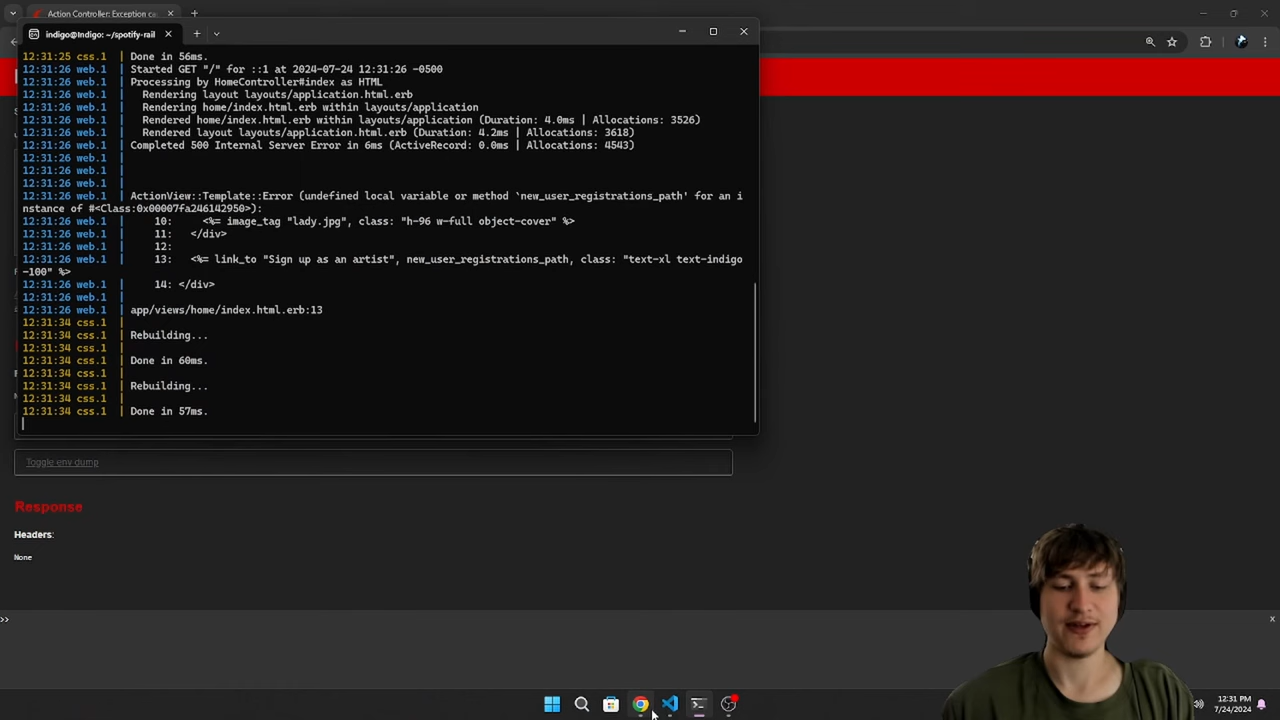 Action Controller: Exception ca
indigo@Indigo: ~/spotify-rail
12:31:25 css.1 | Done in 56ms.
12:31:26 web.1 | Started GET "/" for ::1 at 2024-07-24 12:31:26 -0500
12:31:26 web.1 | Processing by HomeController#index as HTML
12:31:26 web.1 | Rendering layout layouts/application.html.erb
12:31:26 web.1 | Rendering home/index.html.erb within layouts/application
12:31:26 web.1 | Rendered home/index.html.erb within layouts/application (Duration: 4.0ms | Allocations: 3526)
12:31:26 web.1 | Rendered layout layouts/application.html.erb (Duration: 4.2ms | Allocations: 3618)
12:31:26 web.1 | Completed 500 Internal Server Error in 6ms (ActiveRecord: 0.0ms | Allocations: 4543)
12:31:26 web.1 |
12:31:26 web.1 |
12:31:26 web.1 |
12:31:26 web.1 | ActionView::Template::Error (undefined local variable or method `new_user_registrations_path' for an i
nstance of #<Class:0x00007fa246142950>):
12:31:26 web.1 | 10: <%= image_tag "lady.jpg", class: "h-96 w-full object-cover" %>
12:31:26 web.1 | 11: </div>
12:31:26 web.1 | 12:
12:31:26 web.1 | 13: <%= link_to "Sign up as an artist", new_user_registrations_path, class: "text-xl text-indigo
-100" %>
12:31:26 web.1 | 14: </div>
12:31:26 web.1 |
12:31:26 web.1 | app/views/home/index.html.erb:13
12:31:34 css.1 |
12:31:34 css.1 | Rebuilding...
12:31:34 css.1 |
12:31:34 css.1 | Done in 60ms.
12:31:34 css.1 |
12:31:34 css.1 | Rebuilding...
12:31:34 css.1 |
12:31:34 css.1 | Done in 57ms.
Toggle env dump
Response
Headers:
None
>>
x
12:31 PM
7/24/2024